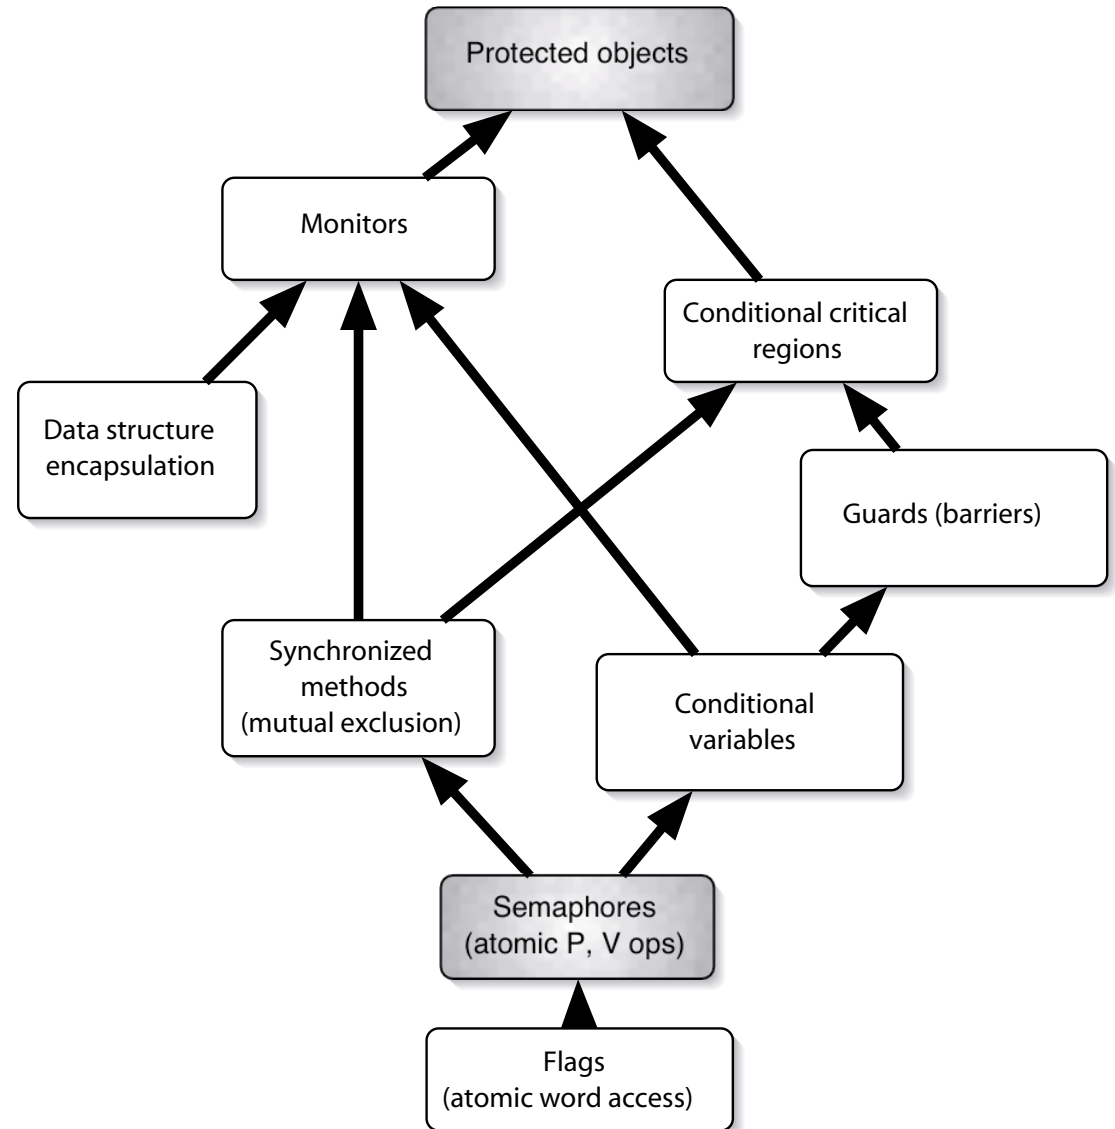 Protected objects
Monitors
Conditional critical
regions
Data structure
encapsulation
Guards (barriers)
Synchronized
methods
(mutual exclusion)
Conditional
variables
Semaphores
(atomic P, V ops)
Flags
(atomic word access)